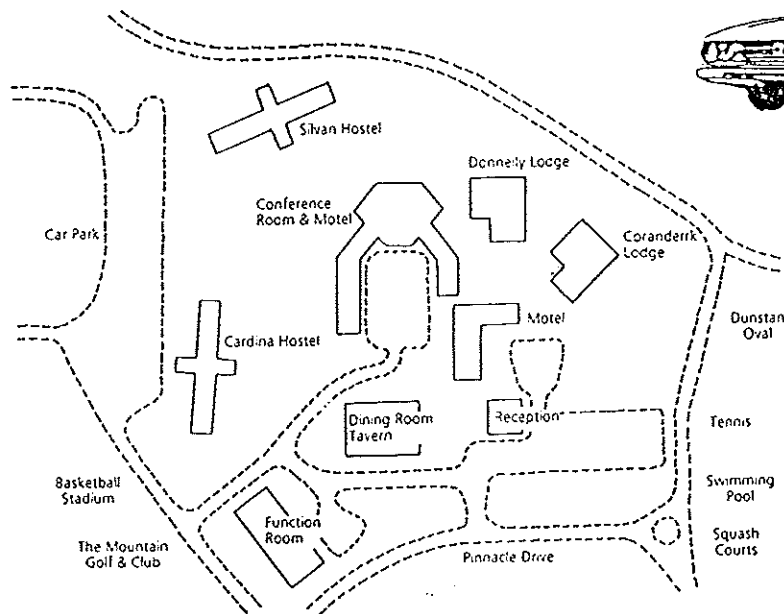 Silvan Hostel
Donnelly Lodge
Conference
Room & Motel
Car Park
Coranderrk
Lodge
Motel
Dunstan
Oval
Cardina Hostel
Dining Room
Tavern
Reception
Tennis
Basketball
Stadium
Swimming
Pool
Function
Room
The Mountain
Golf & Club
Pinnacle Drive
Squash
Courts